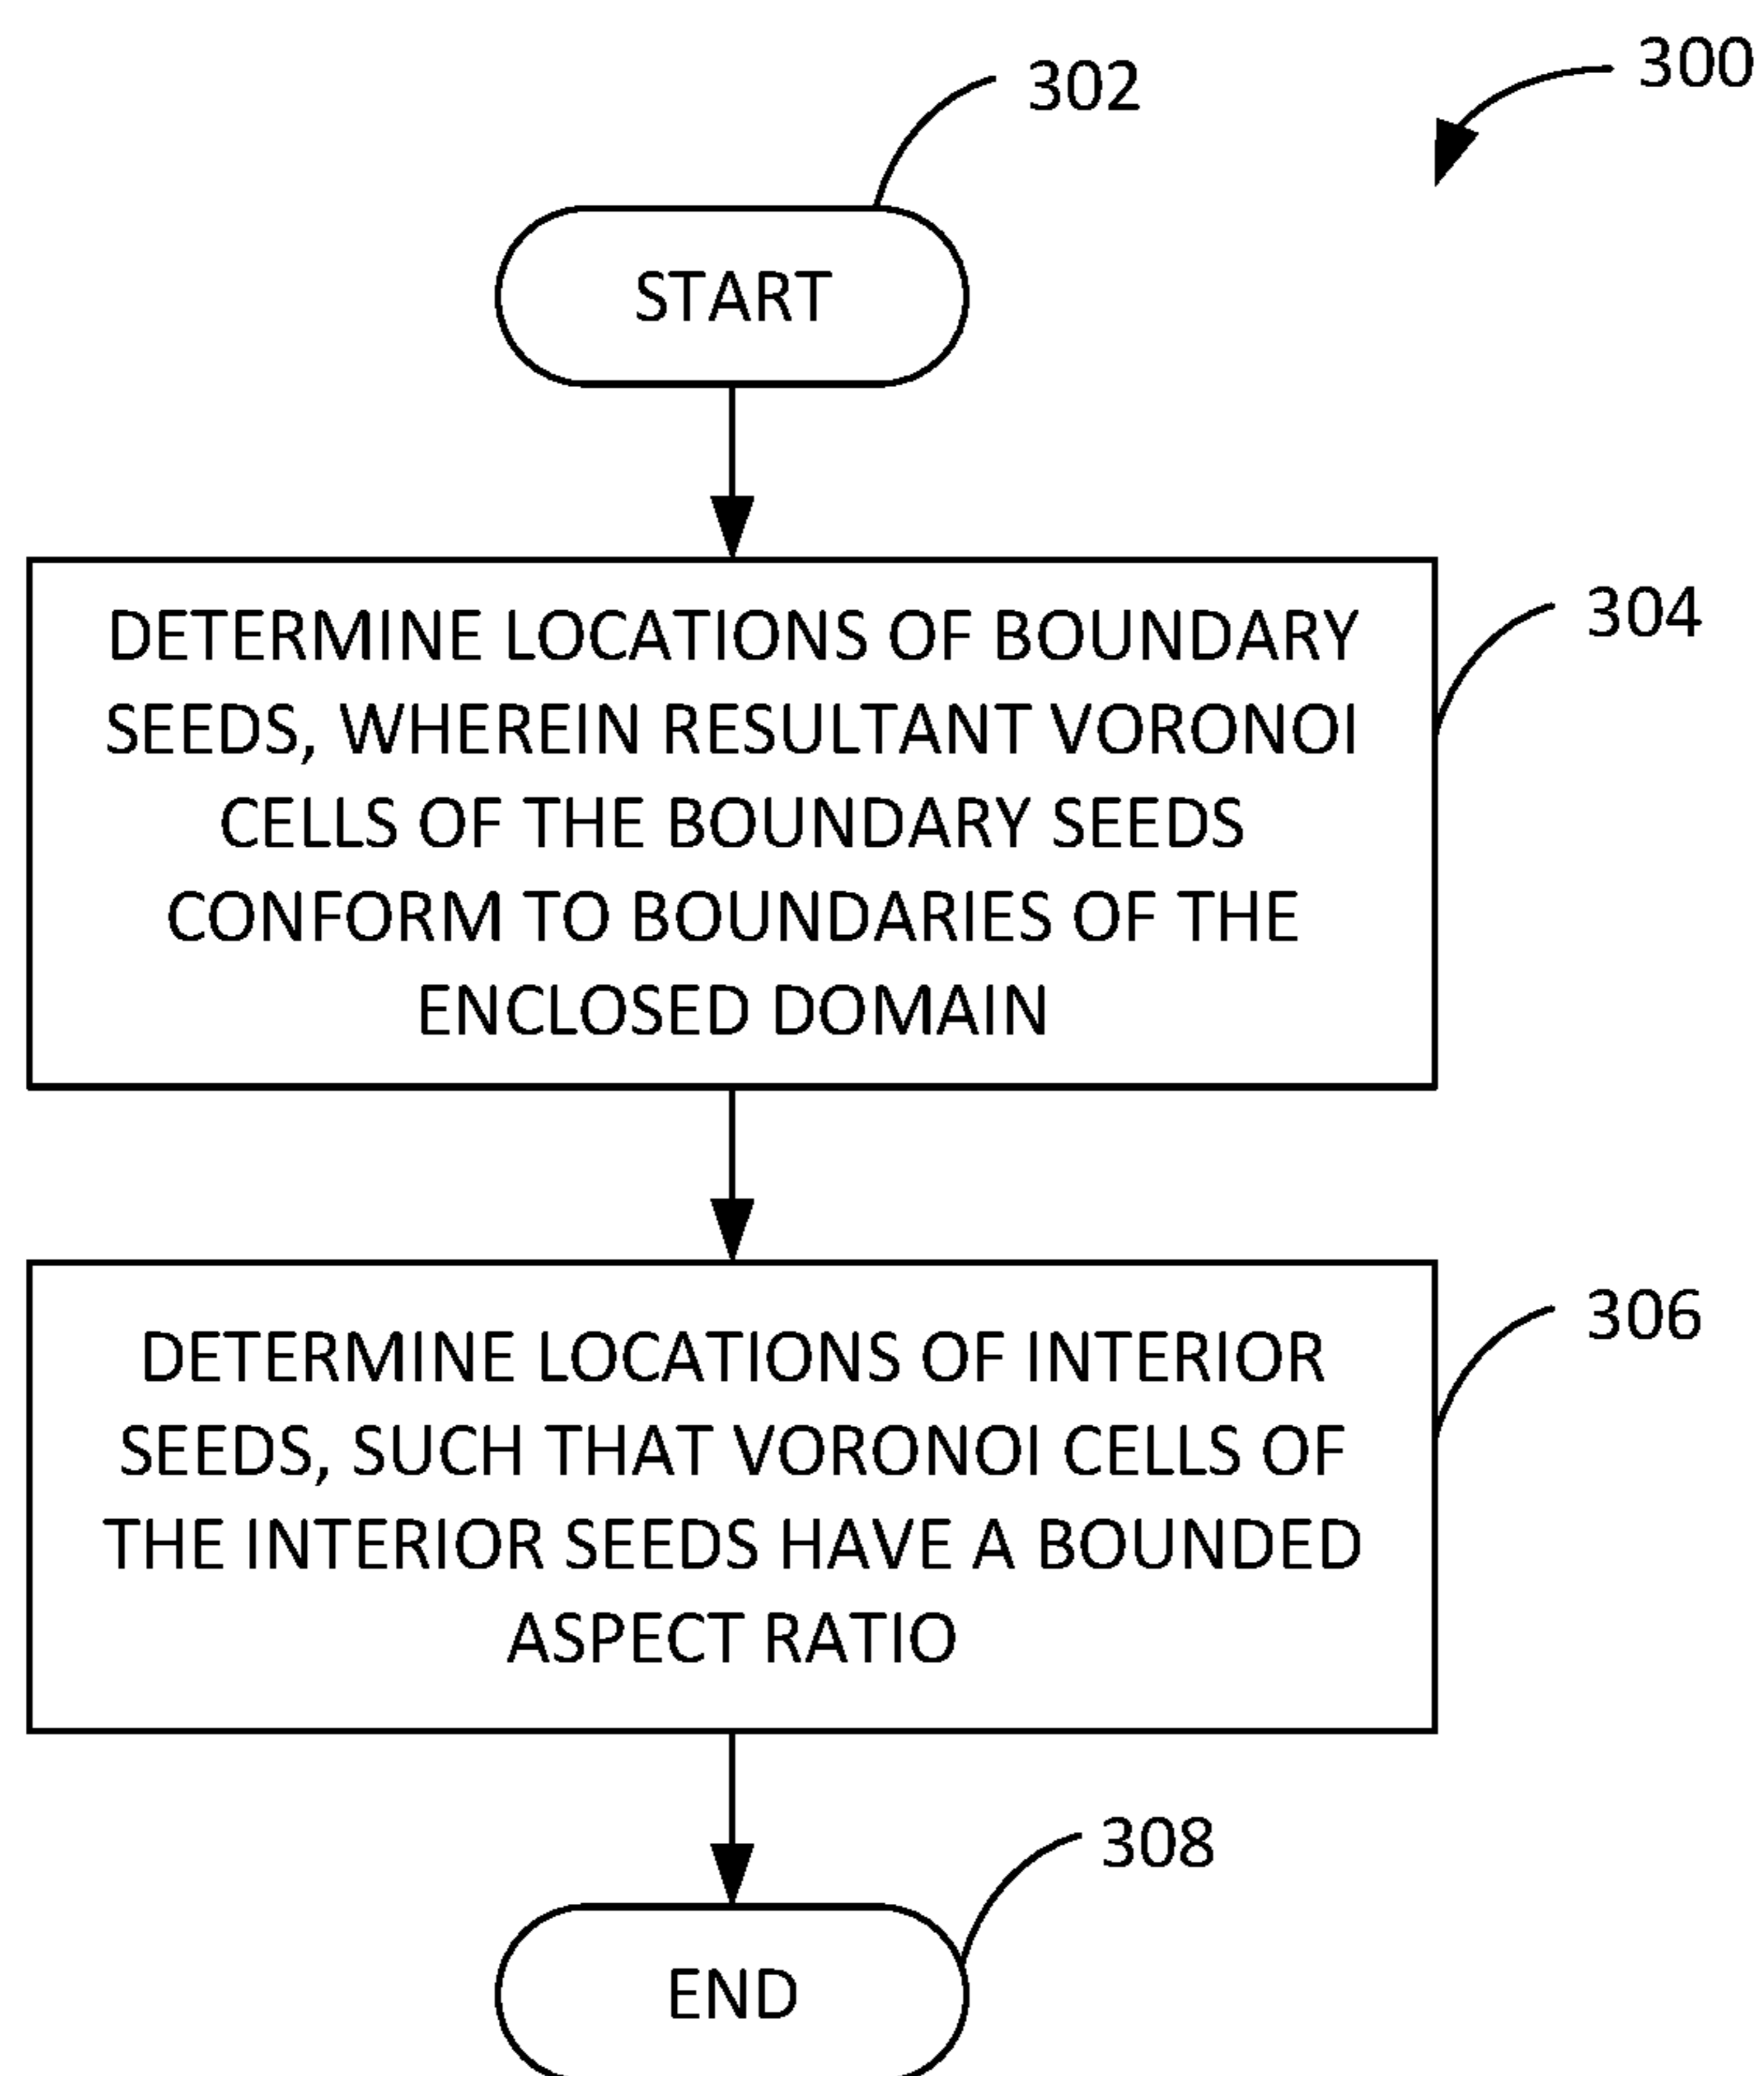 300
302
START
304
DETERMINE LOCATIONS OF BOUNDARY
SEEDS, WHEREIN RESULTANT VORONOI
CELLS OF THE BOUNDARY SEEDS
CONFORM TO BOUNDARIES OF THE
ENCLOSED DOMAIN
306
DETERMINE LOCATIONS OF INTERIOR
SEEDS, SUCH THAT VORONOI CELLS OF
THE INTERIOR SEEDS HAVE A BOUNDED
ASPECT RATIO
308
END